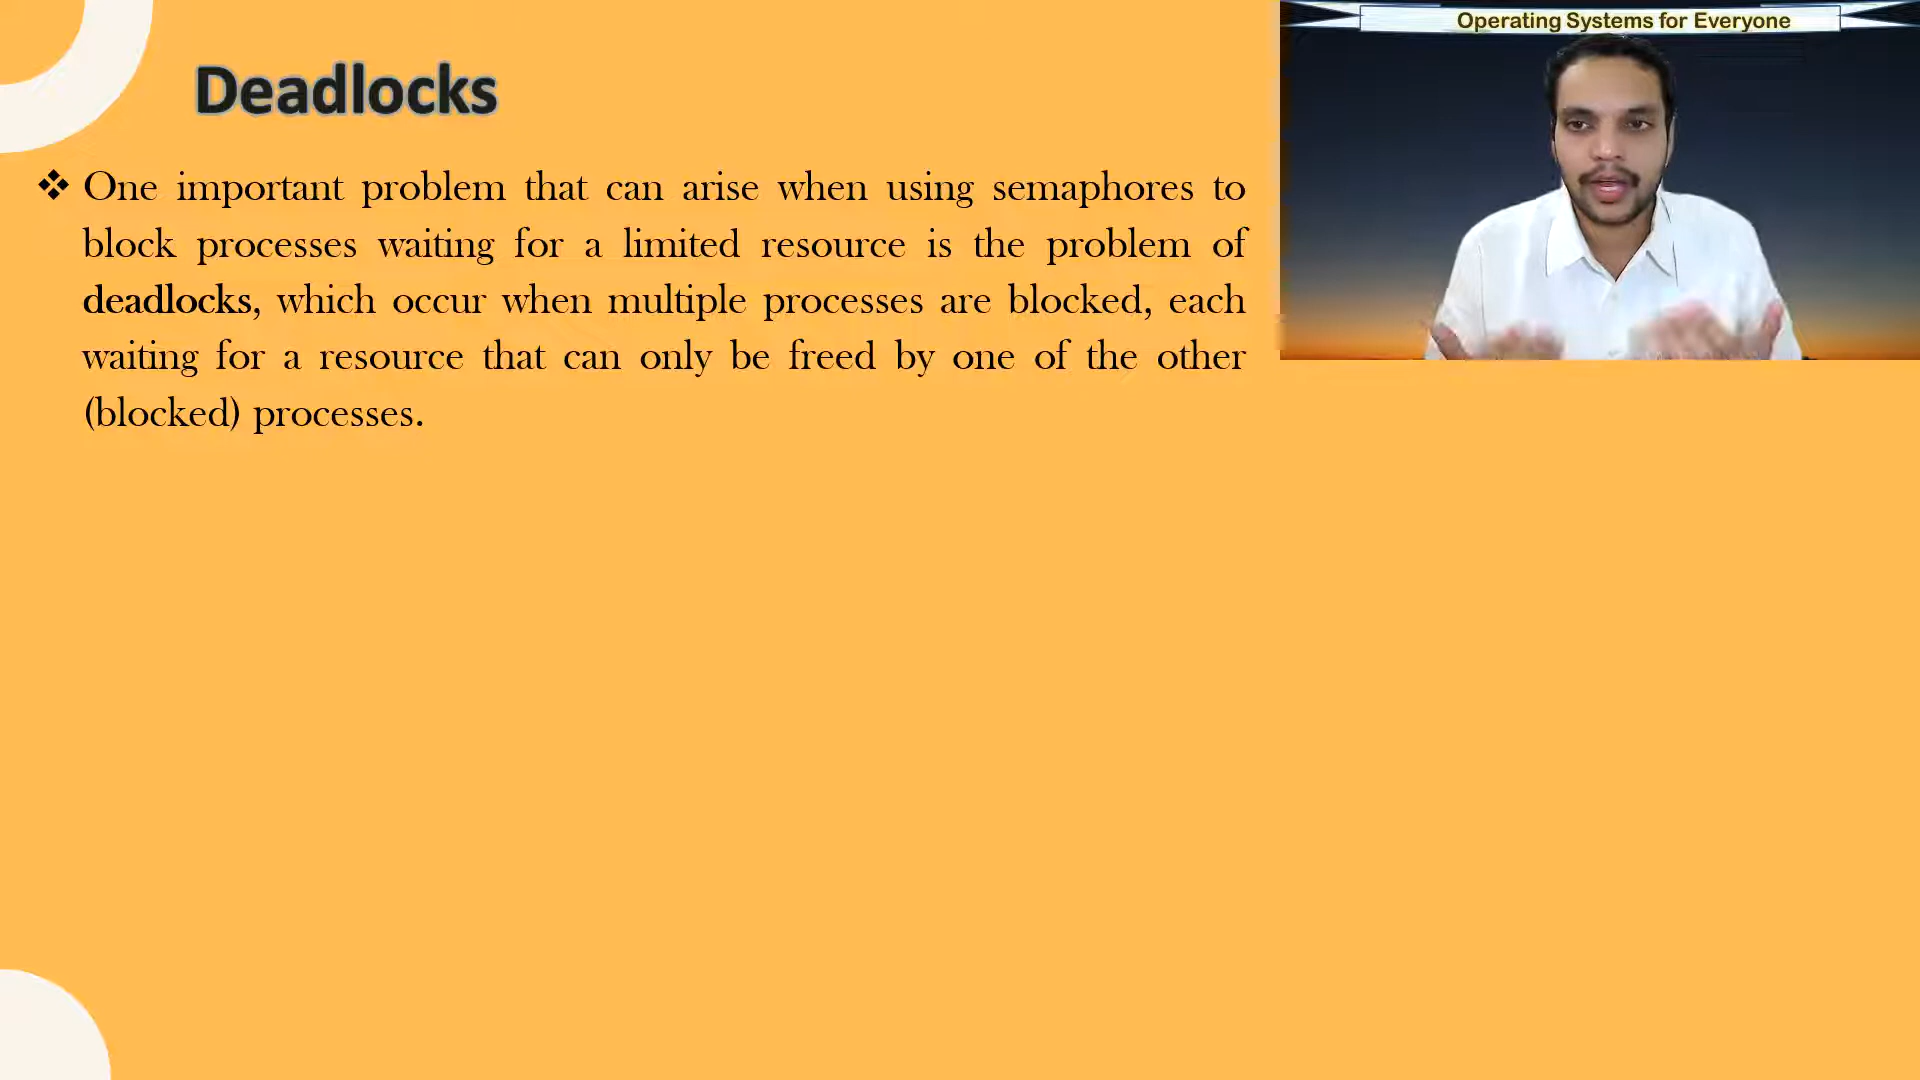 Operating Systems for Everyone
Deadlocks
One important problem that can arise when using semaphores to
block processes waiting for a limited resource is the problem of
deadlocks, which occur when multiple processes are blocked, each
waiting for a resource that can only be freed by one of the other
(blocked) processes.